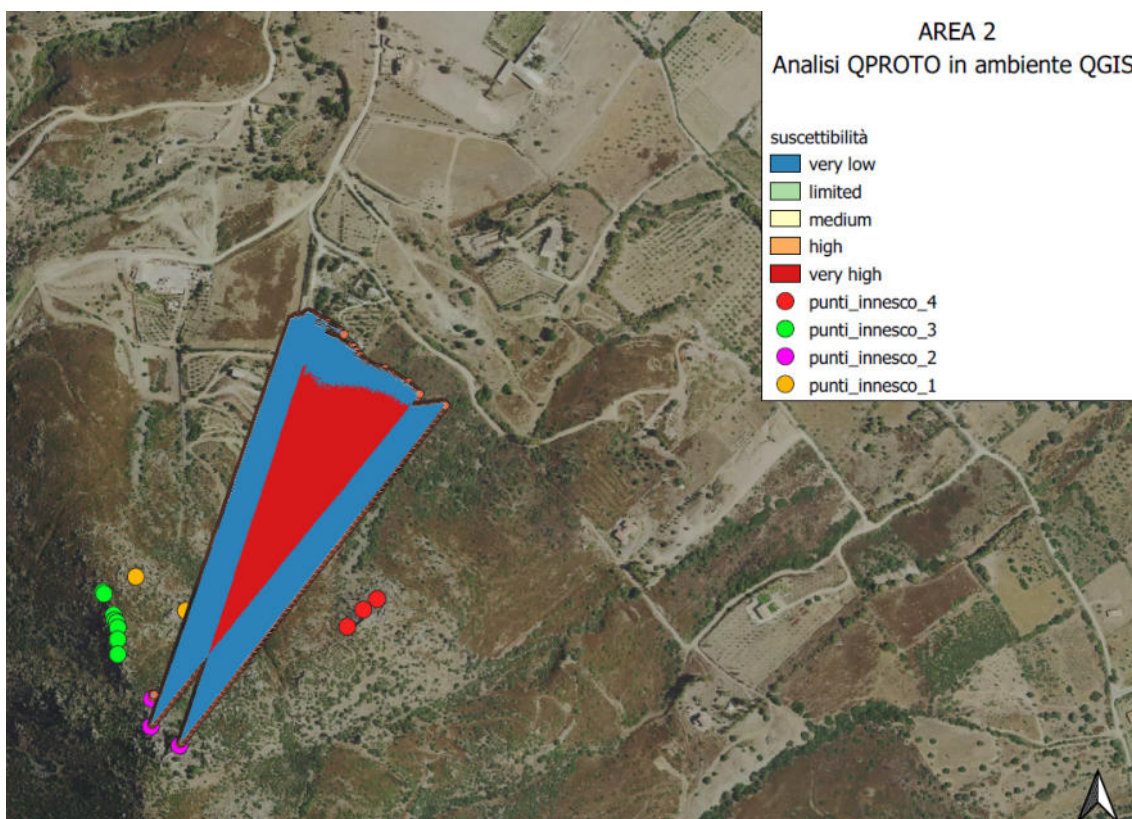 AREA 2
Analisi QPROTO in ambiente QGIS
suscettibilità
very low
limited
medium
high
very high
punti_innesco_4
punti_innesco_3
punti_innesco_2
punti_innesco_1